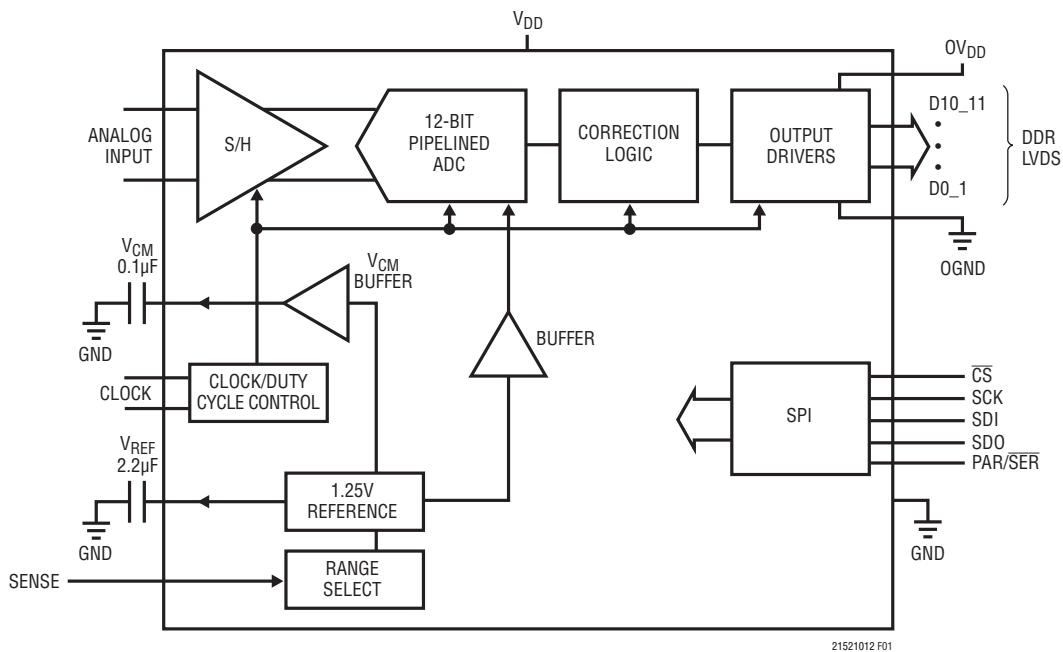 VDD
OVDD
ANALOG
INPUT
S/H
12-BIT
PIPELINED
ADC
CORRECTION
LOGIC
OUTPUT
DRIVERS
D10_11
•
•
•
D0_1
DDR
LVDS
OGND
VCM
0.1µF
GND
VCM
BUFFER
BUFFER
CLOCK
CLOCK/DUTY
CYCLE CONTROL
SPI
C̅S̅
SCK
SDI
SDO
PAR/S̅E̅R̅
VREF
2.2µF
GND
1.25V
REFERENCE
GND
SENSE
RANGE
SELECT
21521012 F01